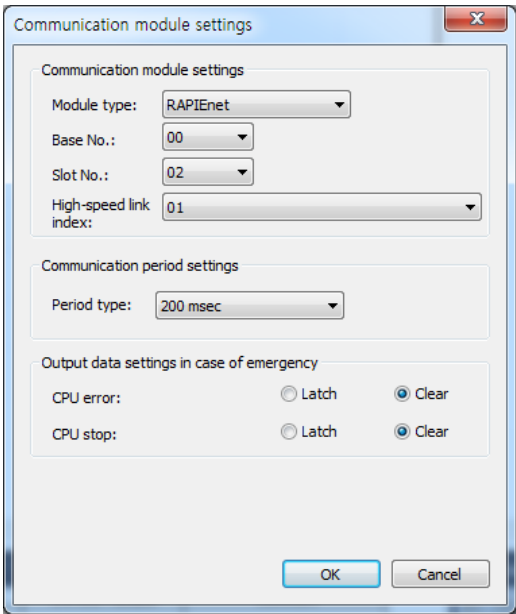 Communication module settings
Communication module settings
Module type: RAPIEnet
Base No.: 00
Slot No.: 02
High-speed link index: 01
Communication period settings
Period type: 200 msec
Output data settings in case of emergency
CPU error: Latch Clear
CPU stop: Latch Clear
OK Cancel